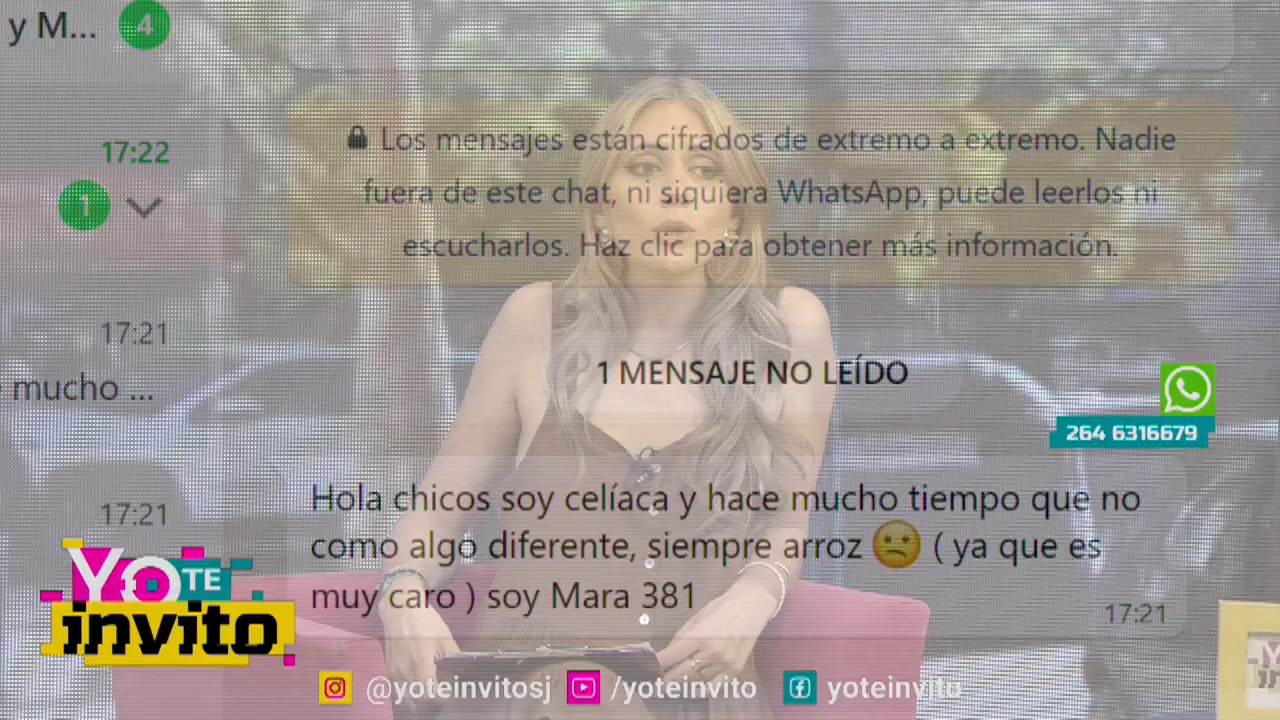 y M... 4
17:22
1
17:21
mucho ...
17:21
Los mensajes están cifrados de extremo a extremo. Nadie
fuera de este chat, ni siquiera WhatsApp, puede leerlos ni
escucharlos. Haz clic para obtener más información.
1 MENSAJE NO LEÍDO
264 6316679
Hola chicos soy celíaca y hace mucho tiempo que no
como algo diferente, siempre arroz 😕 ( ya que es
muy caro ) soy Mara 381
17:21
YO TE
invito
@yoteinvitosj /yoteinvito yoteinvito